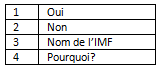 1 Oui
2 Non
3 Nom de l'IMF
4 Pourquoi?